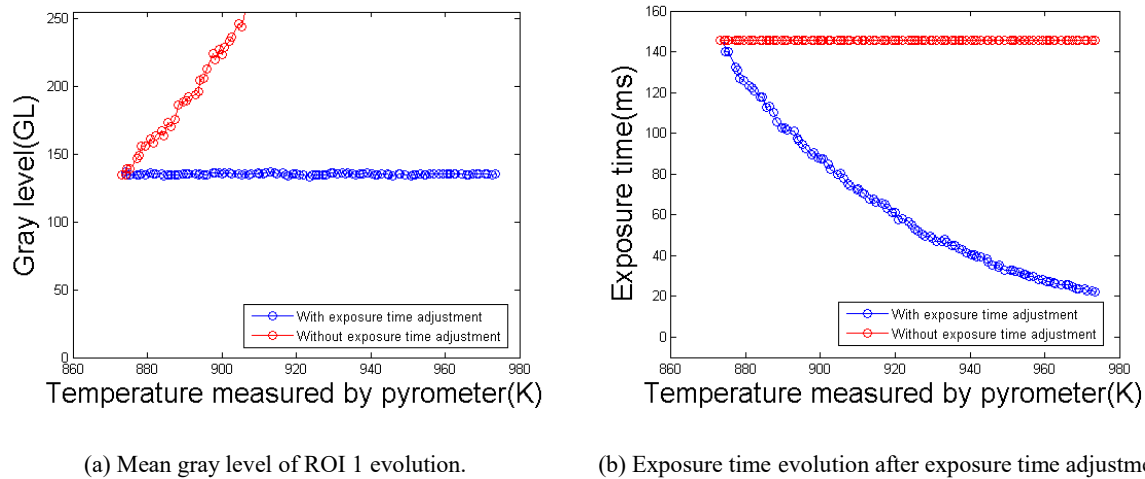 250
200
150
100
50
0
Gray level(GL)
With exposure time adjustment
Without exposure time adjustment
860 880 900 920 940 960 980
Temperature measured by pyrometer(K)
(a) Mean gray level of ROI 1 evolution.
160
140
120
100
80
60
40
20
0
Exposure time(ms)
With exposure time adjustment
Without exposure time adjustment
860 880 900 920 940 960 980
Temperature measured by pyrometer(K)
(b) Exposure time evolution after exposure time adjustme